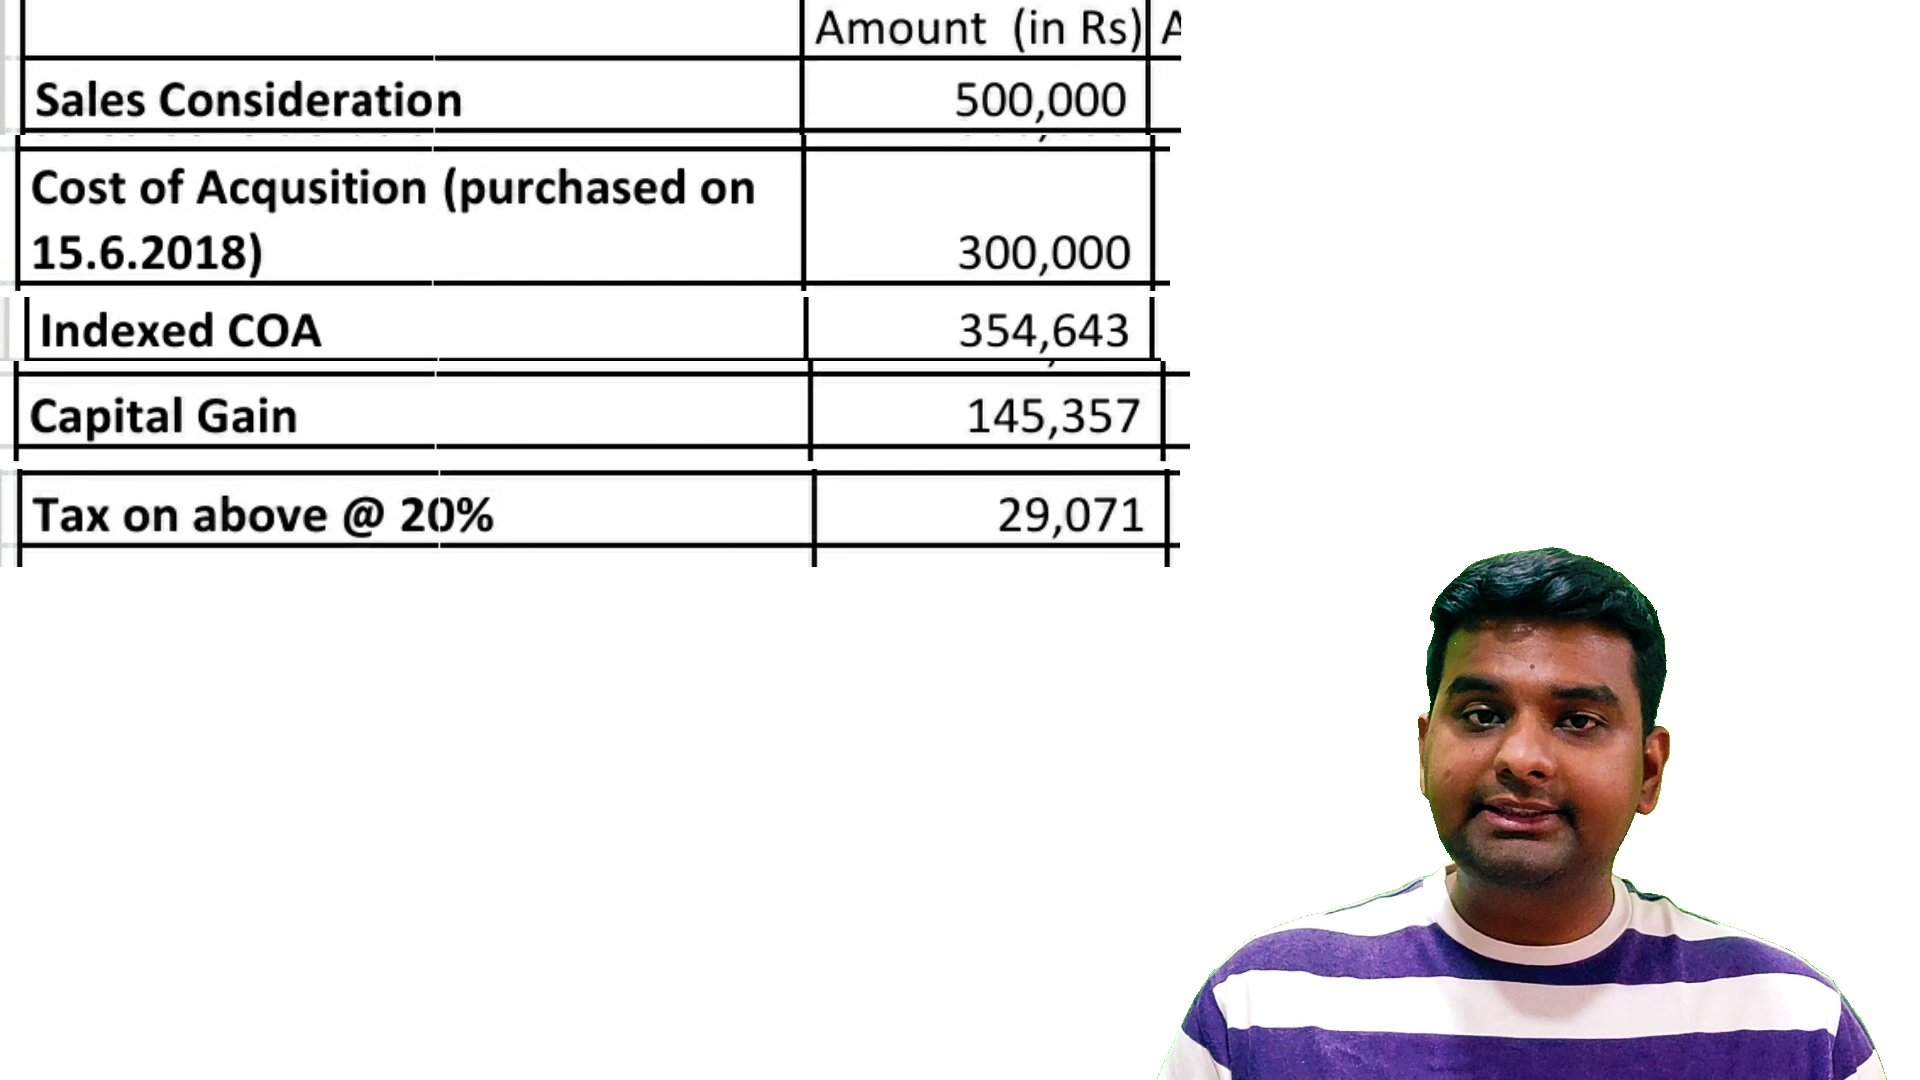 Amount (in Rs)
Sales Consideration 500,000
Cost of Acqusition (purchased on
15.6.2018) 300,000
Indexed COA 354,643
Capital Gain 145,357
Tax on above @ 20% 29,071